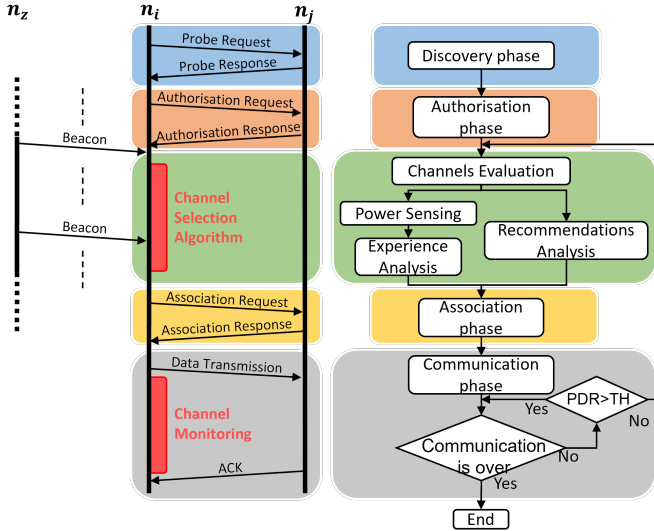 n_z
n_i
n_j
Probe Request
Probe Response
Authorisation Request
Authorisation Response
Beacon
Channel
Selection
Algorithm
Beacon
Association Request
Association Response
Data Transmission
Channel
Monitoring
ACK
Discovery phase
Authorisation
phase
Channels Evaluation
Power Sensing
Experience
Analysis
Recommendations
Analysis
Association
phase
Communication
phase
PDR>TH
Yes
No
Communication
is over
No
Yes
End